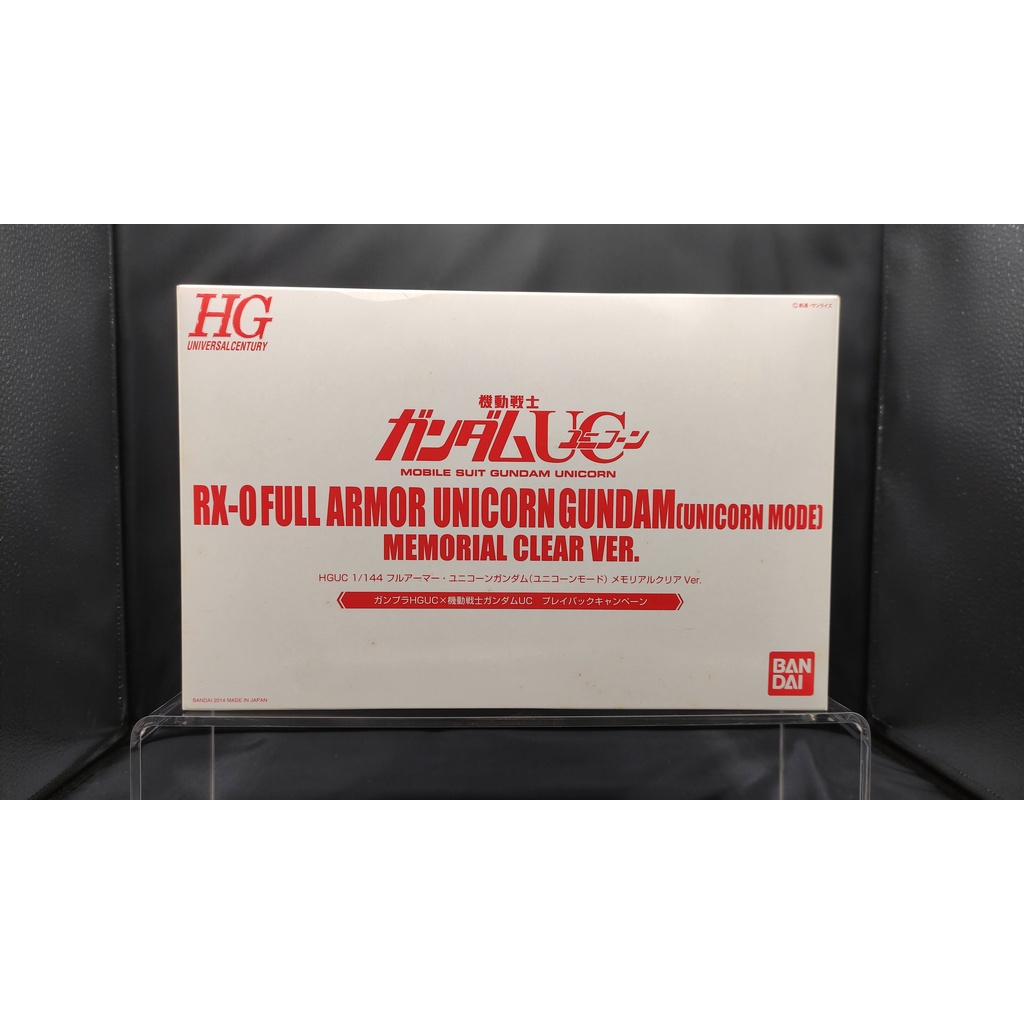 HG
UNIVERSAL CENTURY
©創通・サンライズ
機動戦士
ガンダムUC
ユニコーン
MOBILE SUIT GUNDAM UNICORN
RX-0 FULL ARMOR UNICORN GUNDAM(UNICORN MODE)
MEMORIAL CLEAR VER.
HGUC 1/144 フルアーマー・ユニコーンガンダム(ユニコーンモード) メモリアルクリア Ver.
ガンプラHGUC×機動戦士ガンダムUC プレイバックキャンペーン
BANDAI 2014 MADE IN JAPAN
BAN
DAI